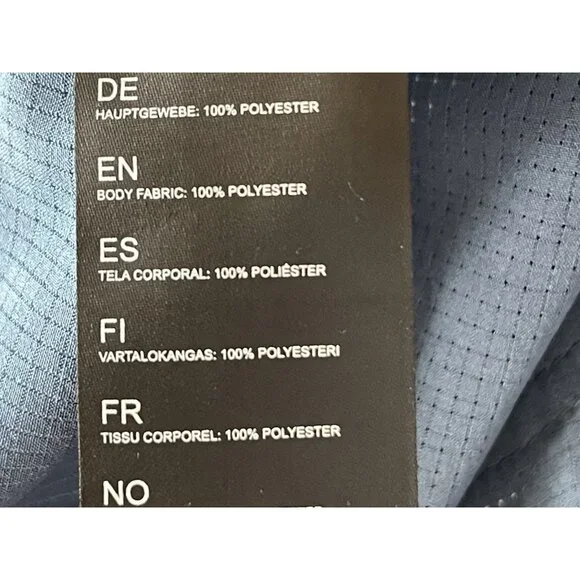 DE
HAUPTGEWEBE: 100% POLYESTER
EN
BODY FABRIC: 100% POLYESTER
ES
TELA CORPORAL: 100% POLIÉSTER
FI
VARTALOKANGAS: 100% POLYESTERI
FR
TISSU CORPOREL: 100% POLYESTER
NO